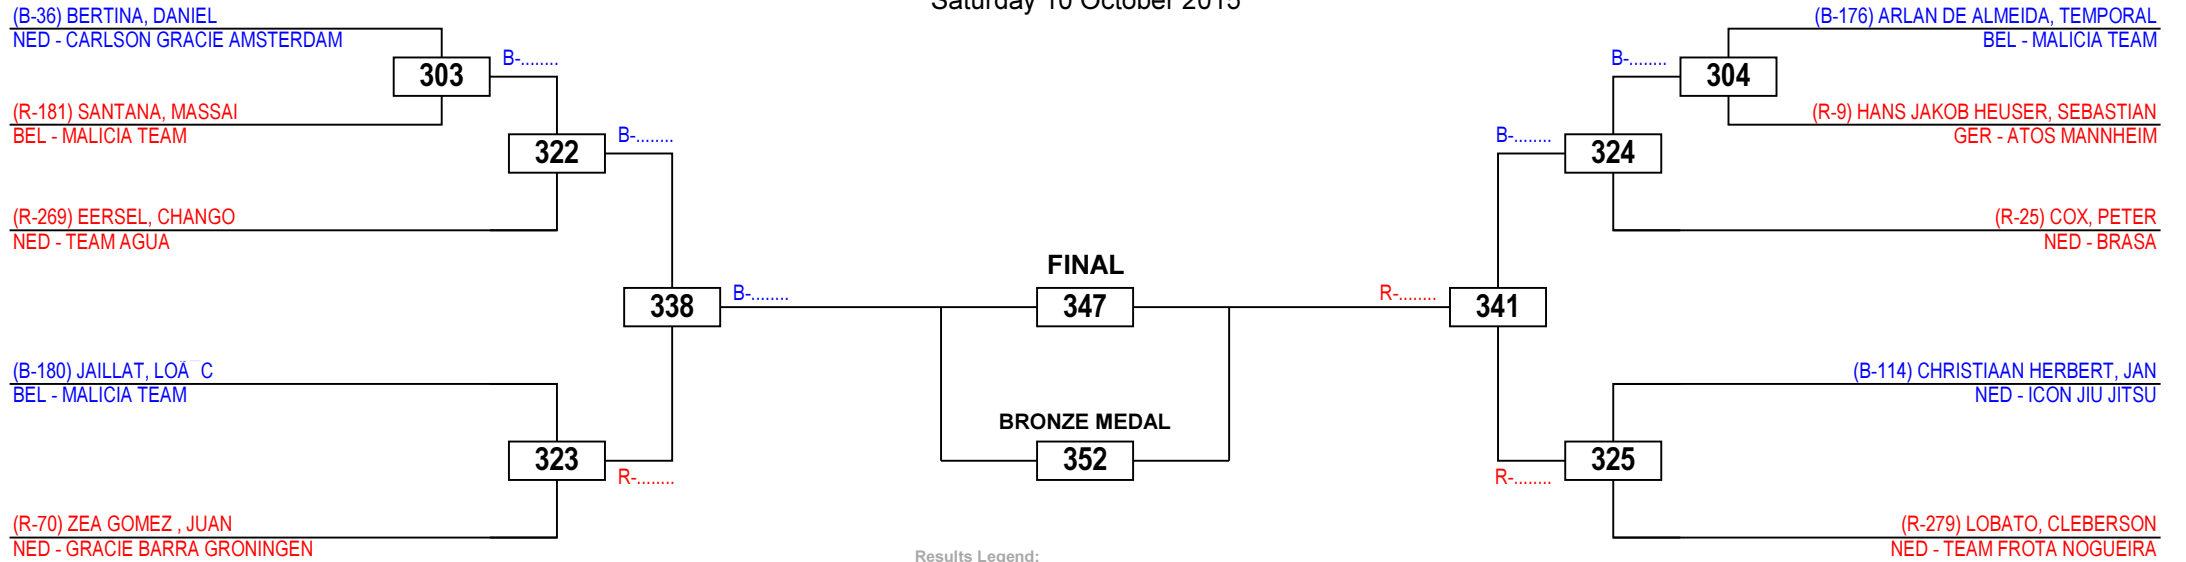 Saturday 10 October 2015
(B-36) BERTINA, DANIEL
NED - CARLSON GRACIE AMSTERDAM
303
B-........
(R-181) SANTANA, MASSAI
BEL - MALICIA TEAM
322
B-........
(R-269) EERSEL, CHANGO
NED - TEAM AGUA
338
B-........
(B-180) JAILLAT, LOÃ¯C
BEL - MALICIA TEAM
323
R-........
(R-70) ZEA GOMEZ , JUAN
NED - GRACIE BARRA GRONINGEN
FINAL
347
BRONZE MEDAL
352
(B-176) ARLAN DE ALMEIDA, TEMPORAL
BEL - MALICIA TEAM
B-........
304
(R-9) HANS JAKOB HEUSER, SEBASTIAN
GER - ATOS MANNHEIM
B-........
324
(R-25) COX, PETER
NED - BRASA
R-........
341
(B-114) CHRISTIAAN HERBERT, JAN
NED - ICON JIU JITSU
325
R-........
(R-279) LOBATO, CLEBERSON
NED - TEAM FROTA NOGUEIRA
Results Legend: